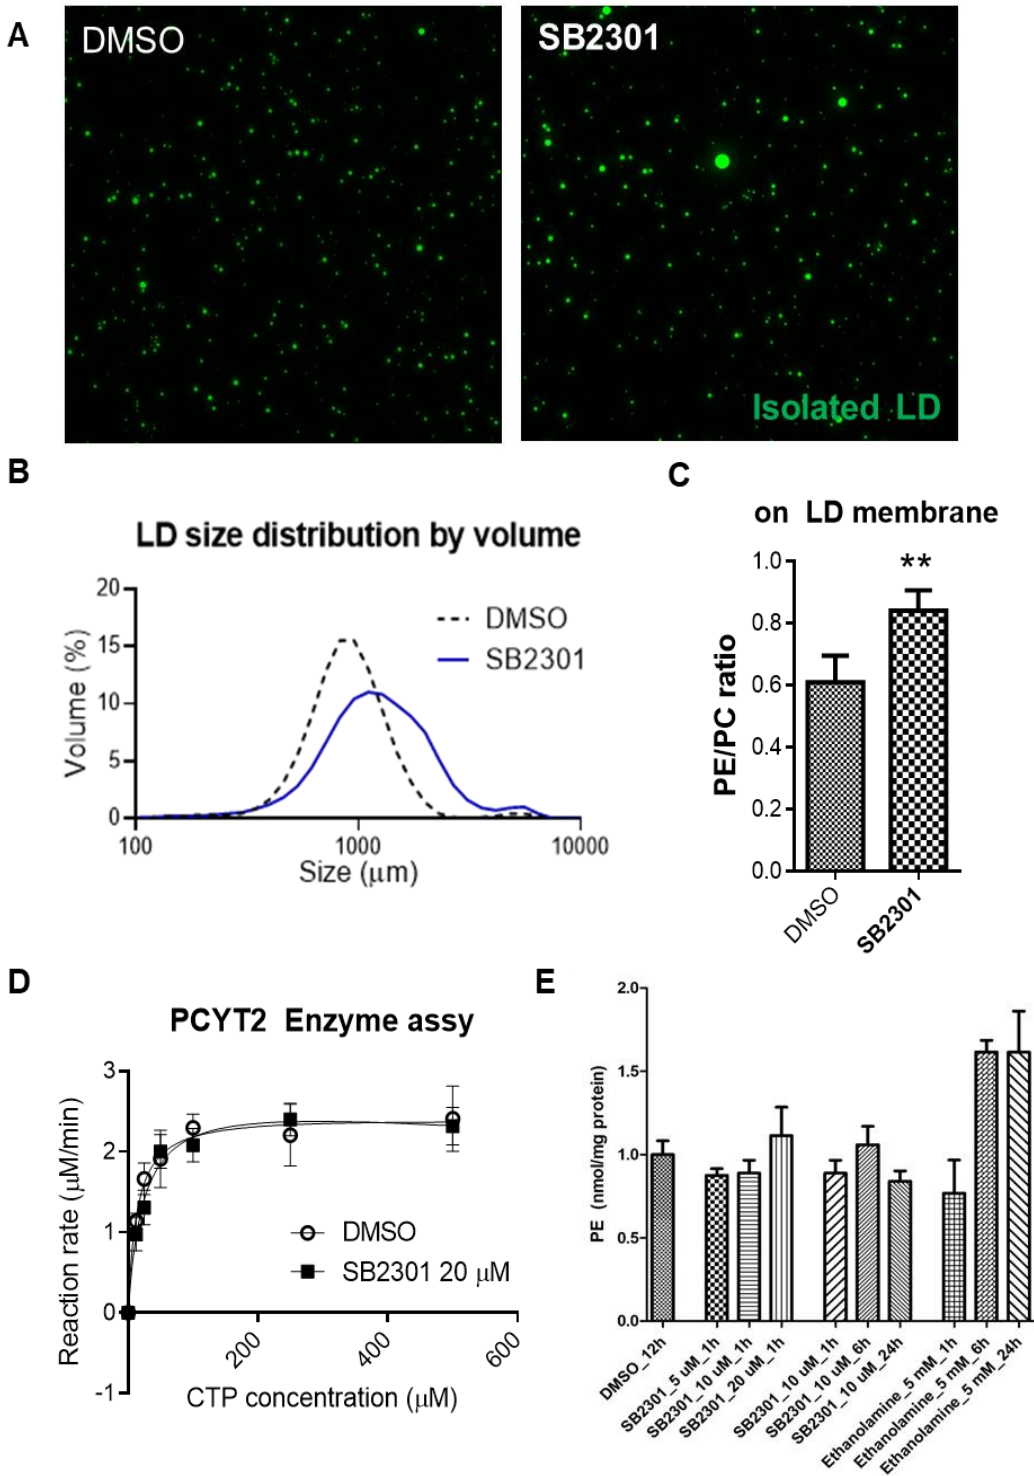 A
DMSO
SB2301
Isolated LD
B
LD size distribution by volume
20
15
10
5
0
Volume (%)
DMSO
SB2301
100
1000
10000
Size (μm)
C
on LD membrane
1.0
0.8
0.6
0.4
0.2
0.0
PE/PC ratio
**
DMSO
SB2301
D
PCYT2 Enzyme assy
3
2
1
0
-1
Reaction rate (μM/min)
DMSO
SB2301 20 μM
200
400
600
CTP concentration (μM)
E
2.0
1.5
1.0
0.5
0.0
PE (nmol/mg protein)
DMSO_12h
SB2301_5 uM_1h
SB2301_10 uM_1h
SB2301_20 uM_1h
SB2301_10 uM_1h
SB2301_10 uM_6h
SB2301_10 uM_24h
Ethanolamine_5 mM_1h
Ethanolamine_5 mM_6h
Ethanolamine_5 mM_24h